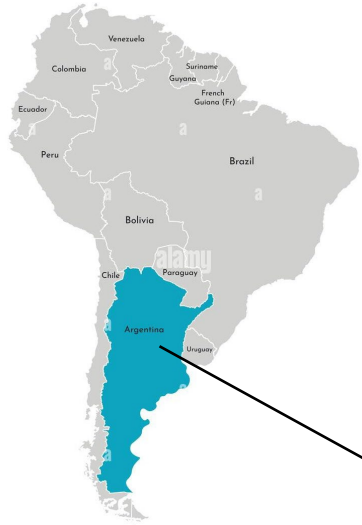 Venezuela
Colombia
Suriname
Guyana
French
Guiana (Fr)
Ecuador
Peru
Brazil
Bolivia
alamy
Chile
Paraguay
Argentina
Uruguay
a
a
a
a
a
a
a
a